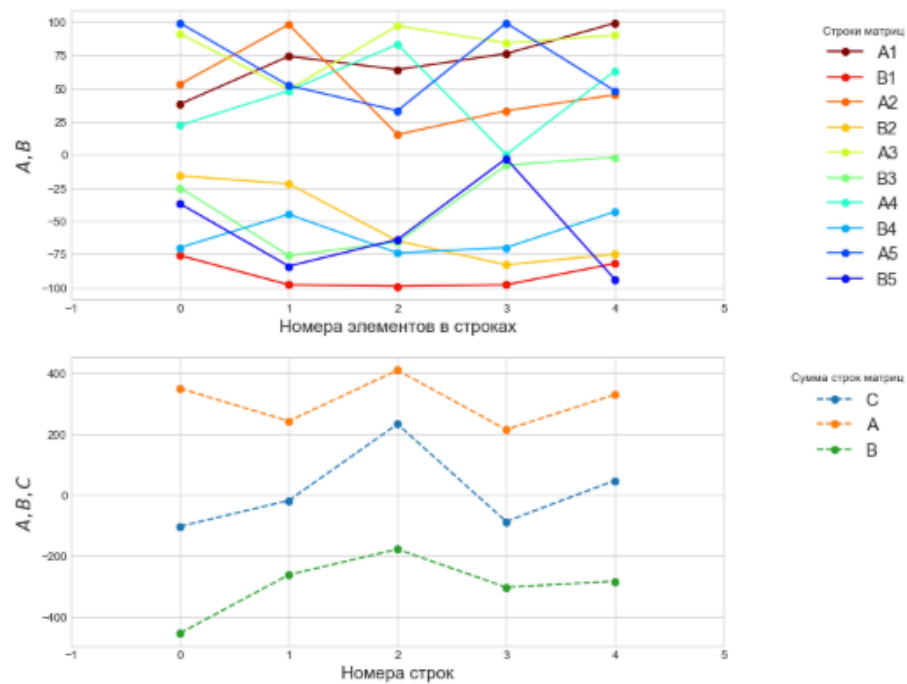 100
75
50
25
0
−25
−50
−75
−100
A, B
−1 0 1 2 3 4 5
Номера элементов в строках
Строки матриц
A1
B1
A2
B2
A3
B3
A4
B4
A5
B5
400
200
0
−200
−400
A, B, C
−1 0 1 2 3 4 5
Номера строк
Сумма строк матриц
C
A
B